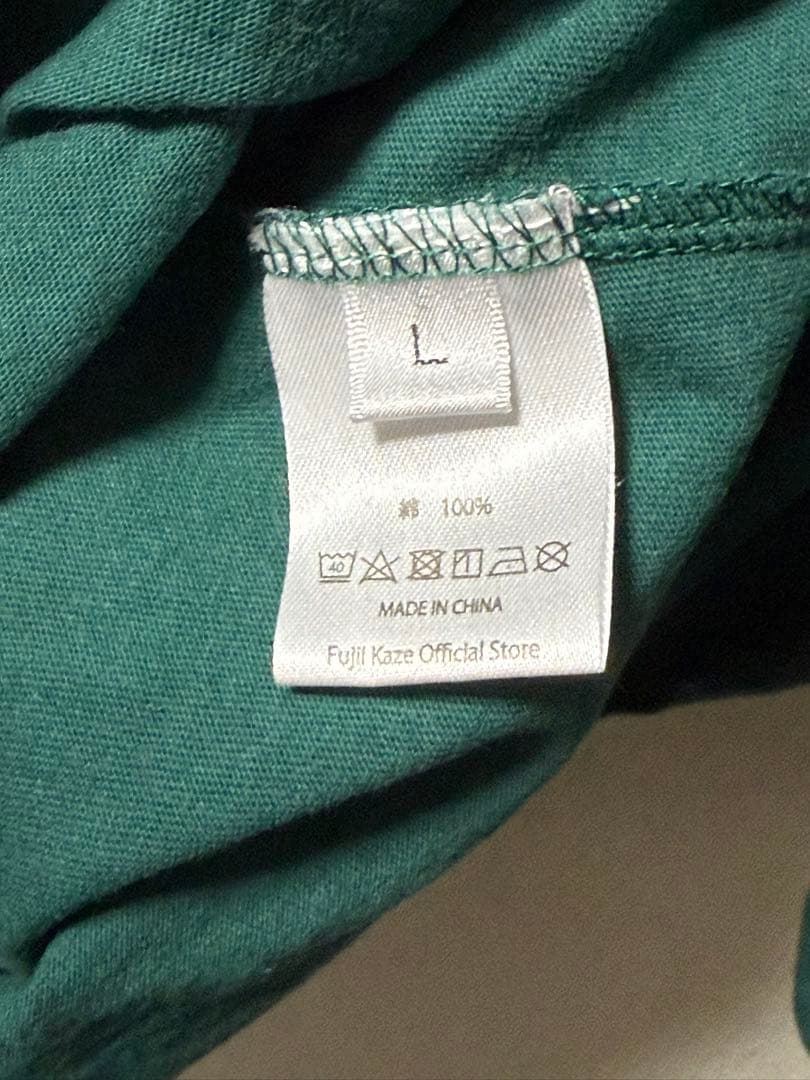 L
綿 100%
40
MADE IN CHINA
Fujii Kaze Official Store